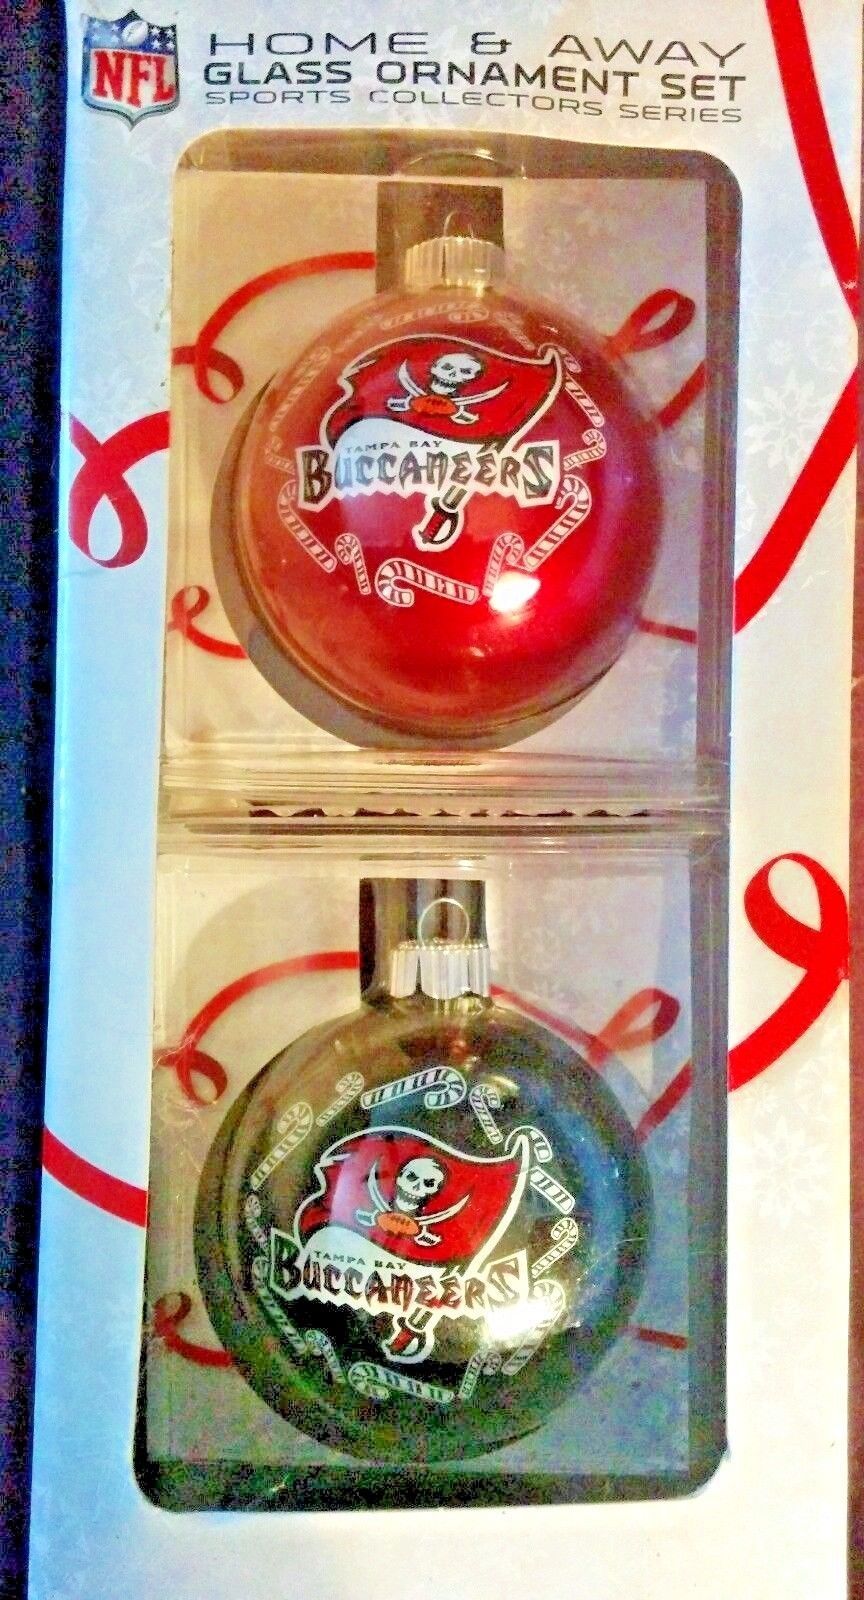 NFL
HOME & AWAY
GLASS ORNAMENT SET
SPORTS COLLECTORS SERIES
TAMPA BAY
BUCCANEERS
TAMPA BAY
BUCCANEERS